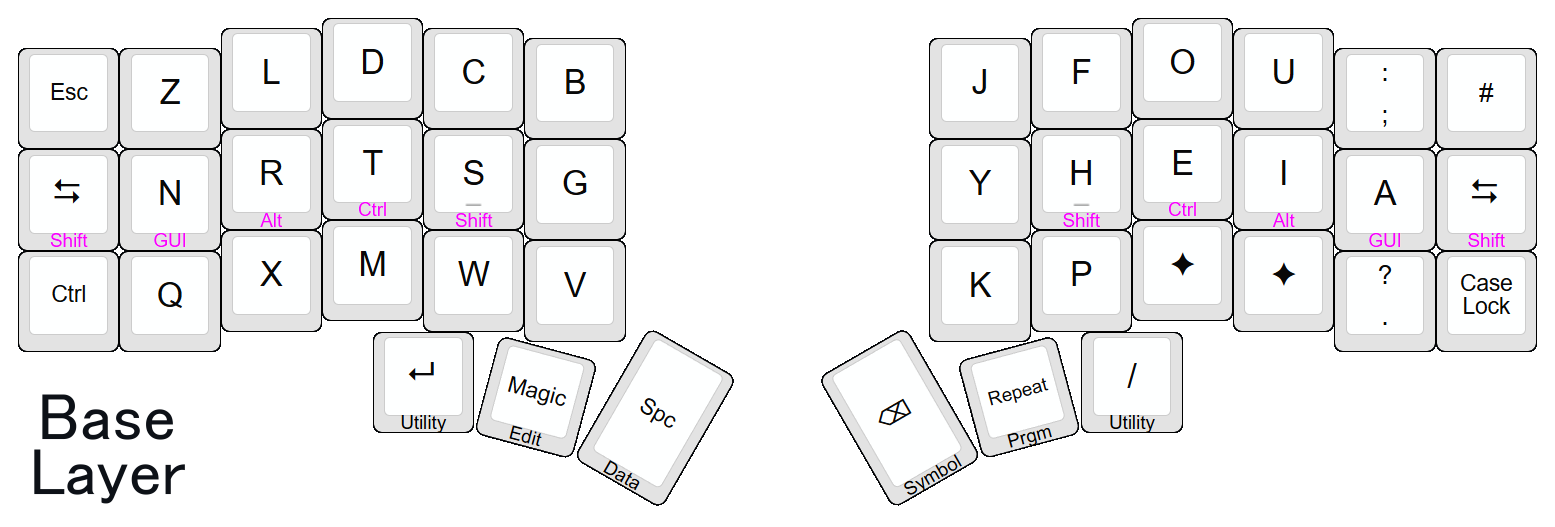 Esc Z L D C B J F O U : ; #
⇆ N R T S G Y H E I A ⇆
Shift GUI Alt Ctrl Shift Shift Ctrl Alt GUI Shift
Ctrl Q X M W V K P ✦ ✦ ? . Case Lock
↵ Magic Spc ⌫ Repeat /
Utility Edit Data Symbol Prgm Utility
Base
Layer